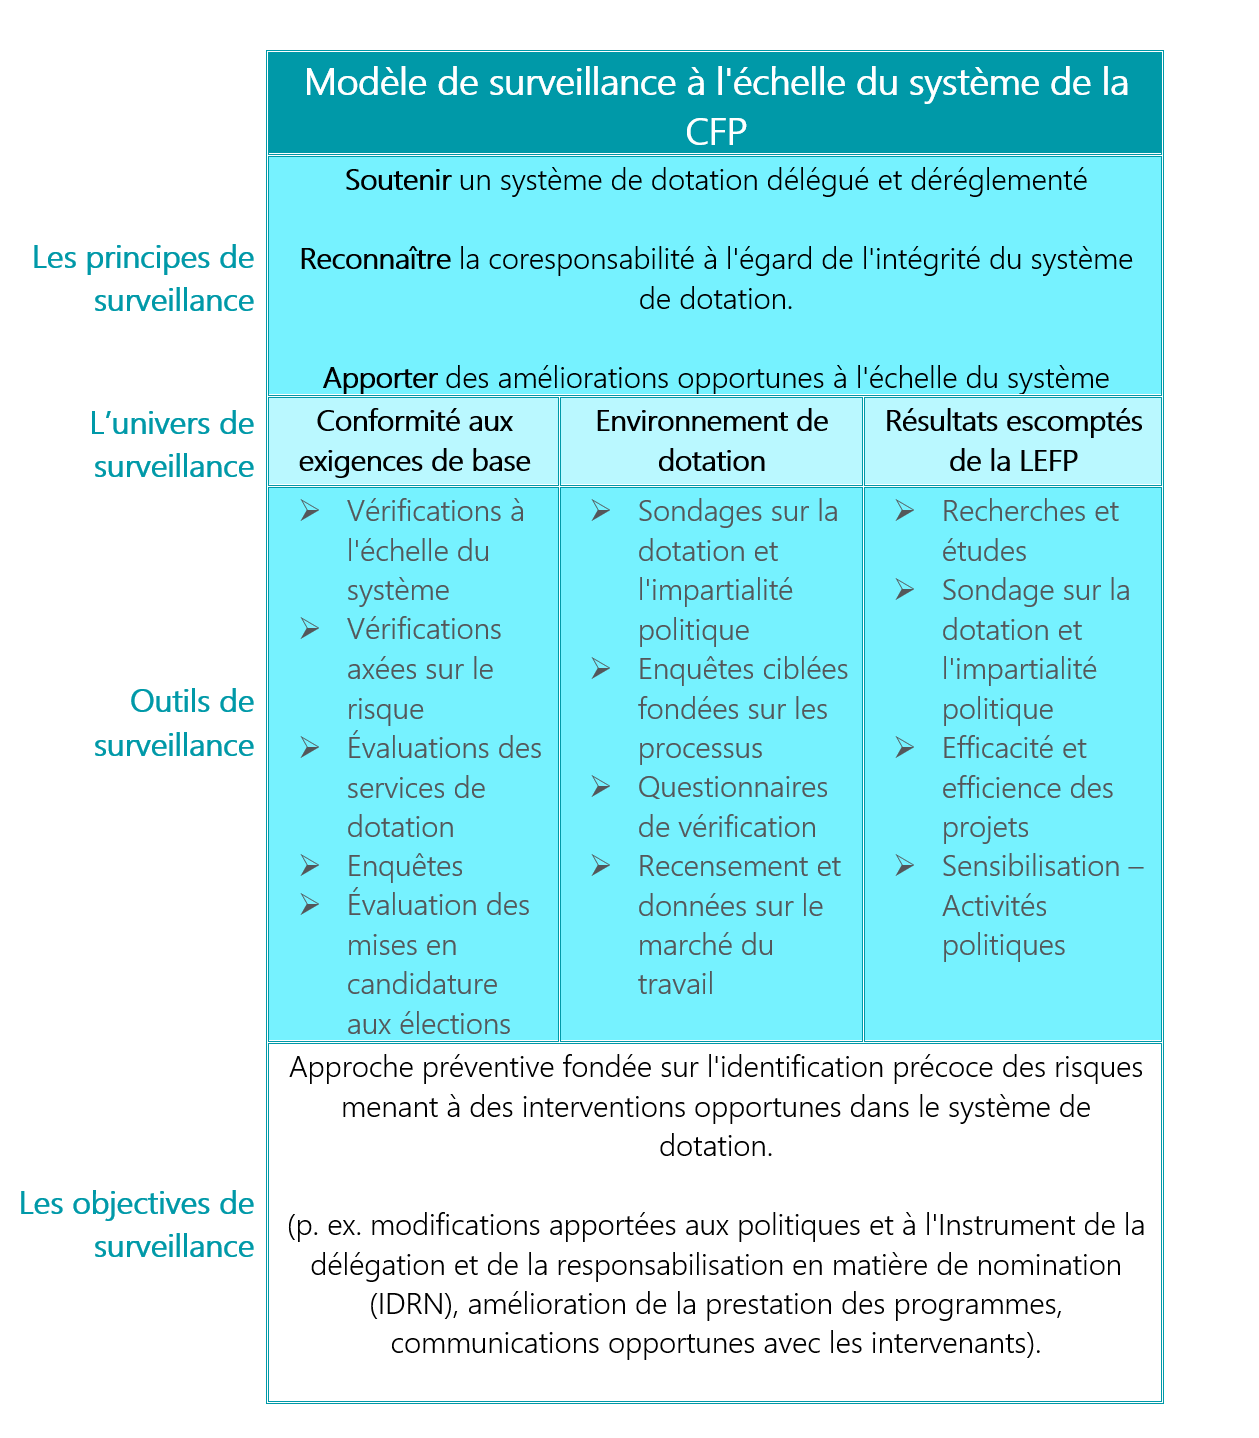 Modèle de surveillance à l'échelle du système de la
CFP
Les principes de
surveillance
Soutenir un système de dotation délégué et déréglementé
Reconnaître la coresponsabilité à l'égard de l'intégrité du système
de dotation.
Apporter des améliorations opportunes à l'échelle du système
L’univers de
surveillance
Conformité aux
exigences de base
Environnement de
dotation
Résultats escomptés
de la LEFP
Outils de
surveillance
➢ Vérifications à
l'échelle du
système
➢ Vérifications
axées sur le
risque
➢ Évaluations des
services de
dotation
➢ Enquêtes
➢ Évaluation des
mises en
candidature
aux élections
➢ Sondages sur la
dotation et
l'impartialité
politique
➢ Enquêtes ciblées
fondées sur les
processus
➢ Questionnaires
de vérification
➢ Recensement et
données sur le
marché du
travail
➢ Recherches et
études
➢ Sondage sur la
dotation et
l'impartialité
politique
➢ Efficacité et
efficience des
projets
➢ Sensibilisation –
Activités
politiques
Les objectives de
surveillance
Approche préventive fondée sur l'identification précoce des risques
menant à des interventions opportunes dans le système de
dotation.
(p. ex. modifications apportées aux politiques et à l'Instrument de la
délégation et de la responsabilisation en matière de nomination
(IDRN), amélioration de la prestation des programmes,
communications opportunes avec les intervenants).